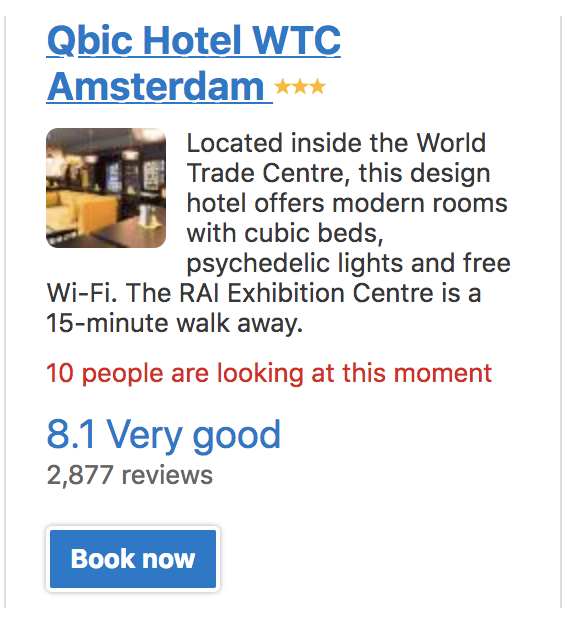 Qbic Hotel WTC
Amsterdam
Located inside the World
Trade Centre, this design
hotel offers modern rooms
with cubic beds,
psychedelic lights and free
Wi-Fi. The RAI Exhibition Centre is a
15-minute walk away.
10 people are looking at this moment
8.1 Very good
2,877 reviews
Book now